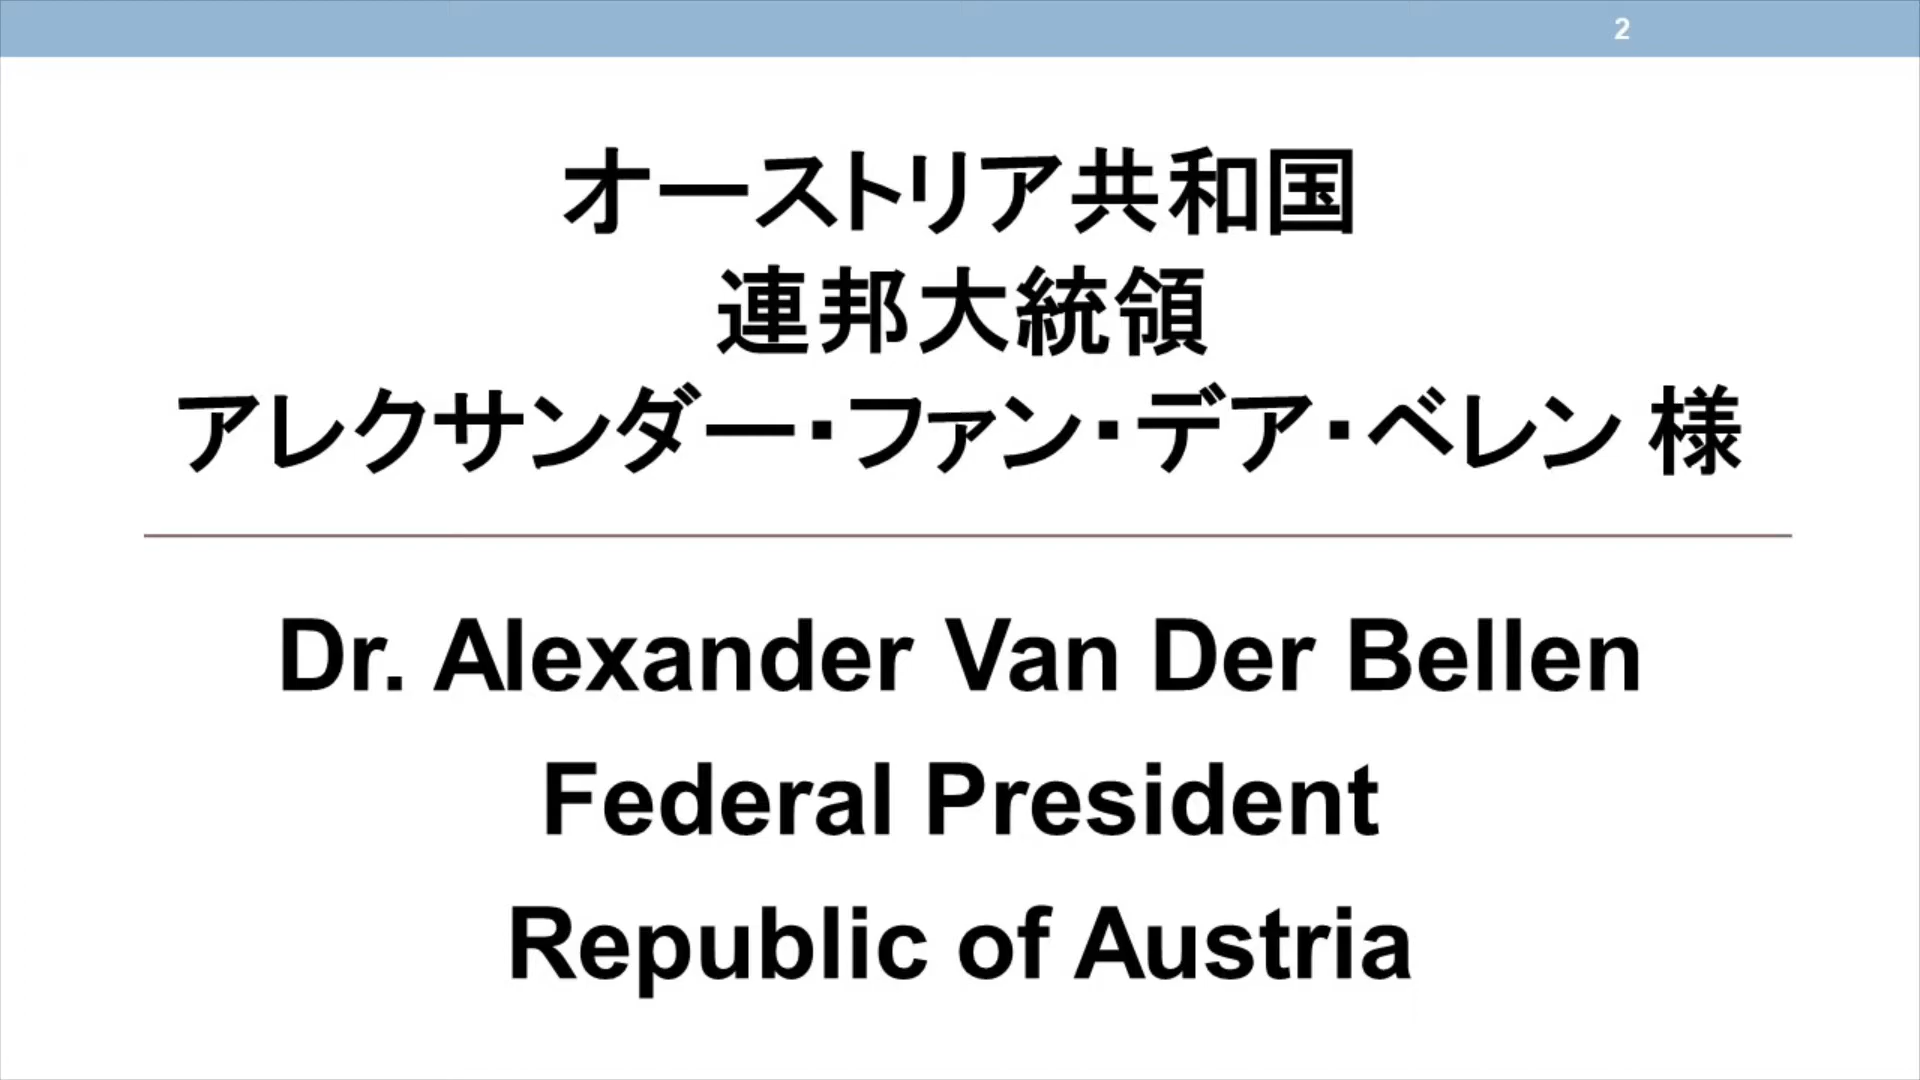 2
オーストリア共和国
連邦大統領
アレクサンダー・ファン・デア・ベレン 様
Dr. Alexander Van Der Bellen
Federal President
Republic of Austria